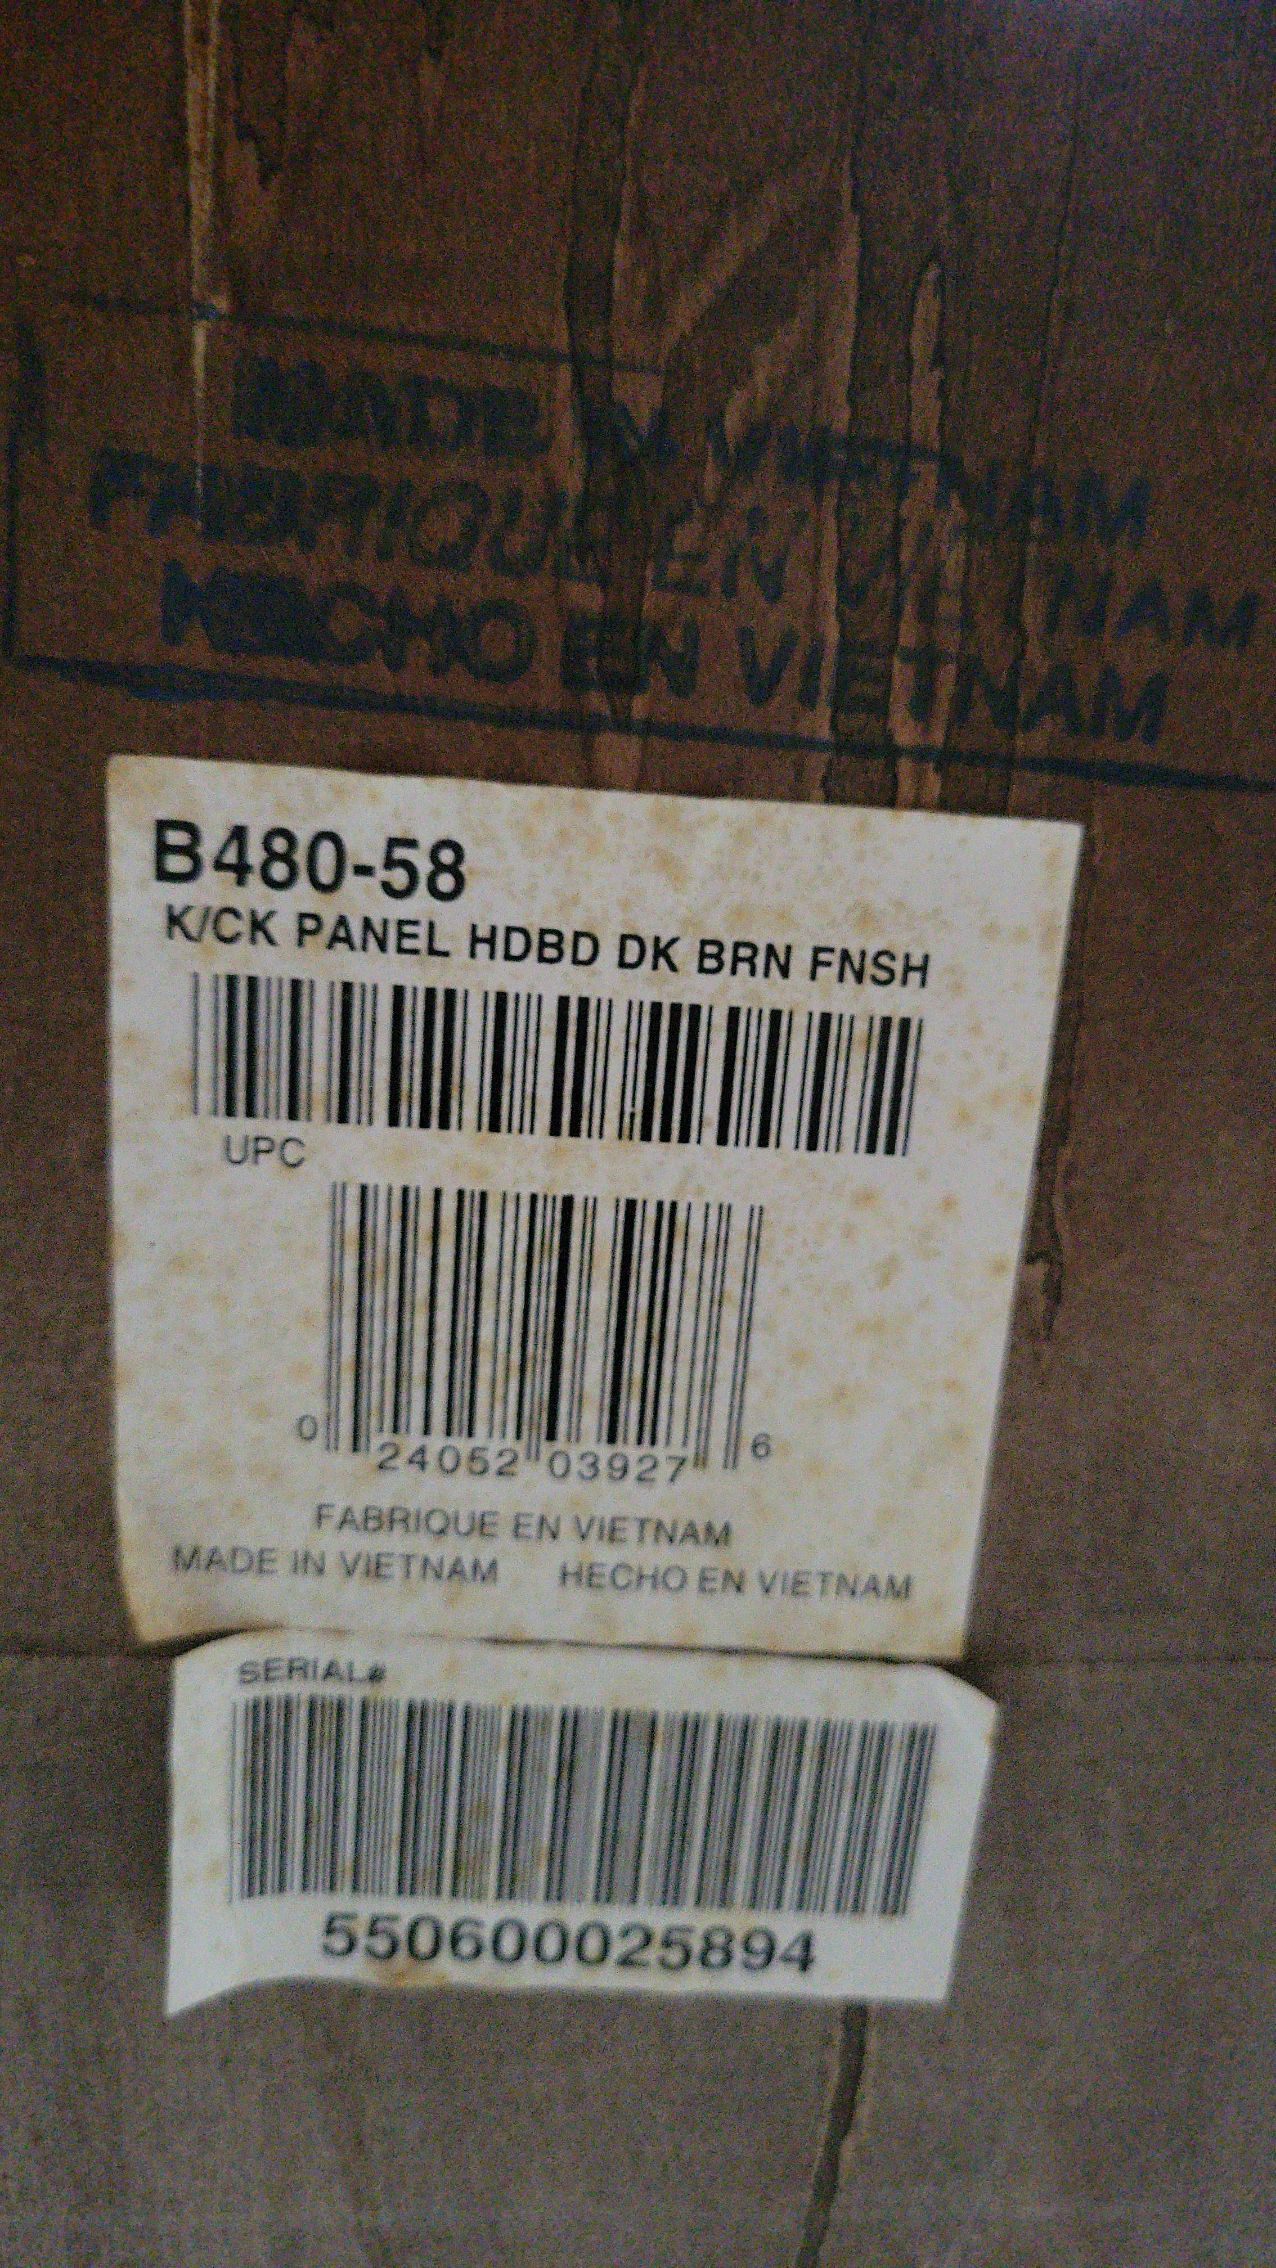 MADE IN VIETNAM
FABRIQUE EN VIETNAM
HECHO EN VIETNAM
B480-58
K/CK PANEL HDBD DK BRN FNSH
UPC
0 24052 03927 6
FABRIQUE EN VIETNAM
MADE IN VIETNAM HECHO EN VIETNAM
SERIAL#
550600025894